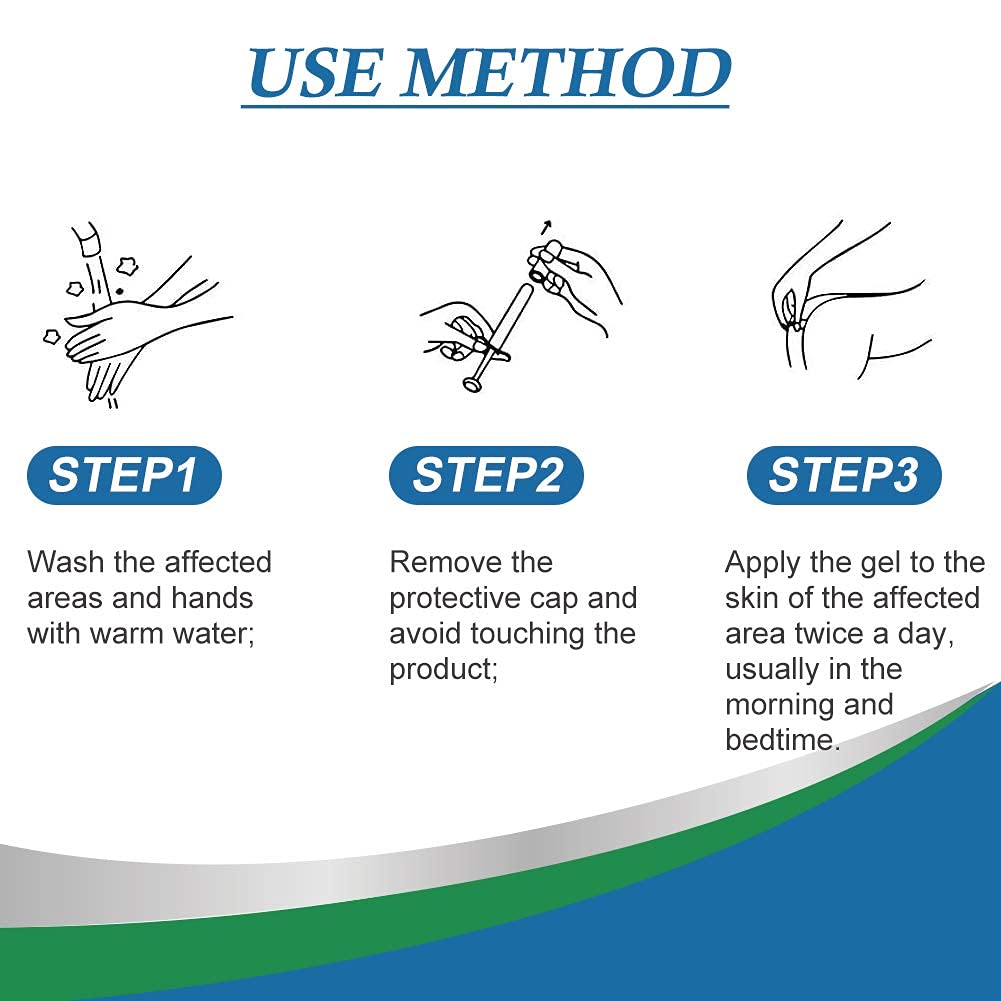 USE METHOD
STEP1
Wash the affected
areas and hands
with warm water;
STEP2
Remove the
protective cap and
avoid touching the
product;
STEP3
Apply the gel to the
skin of the affected
area twice a day,
usually in the
morning and
bedtime.